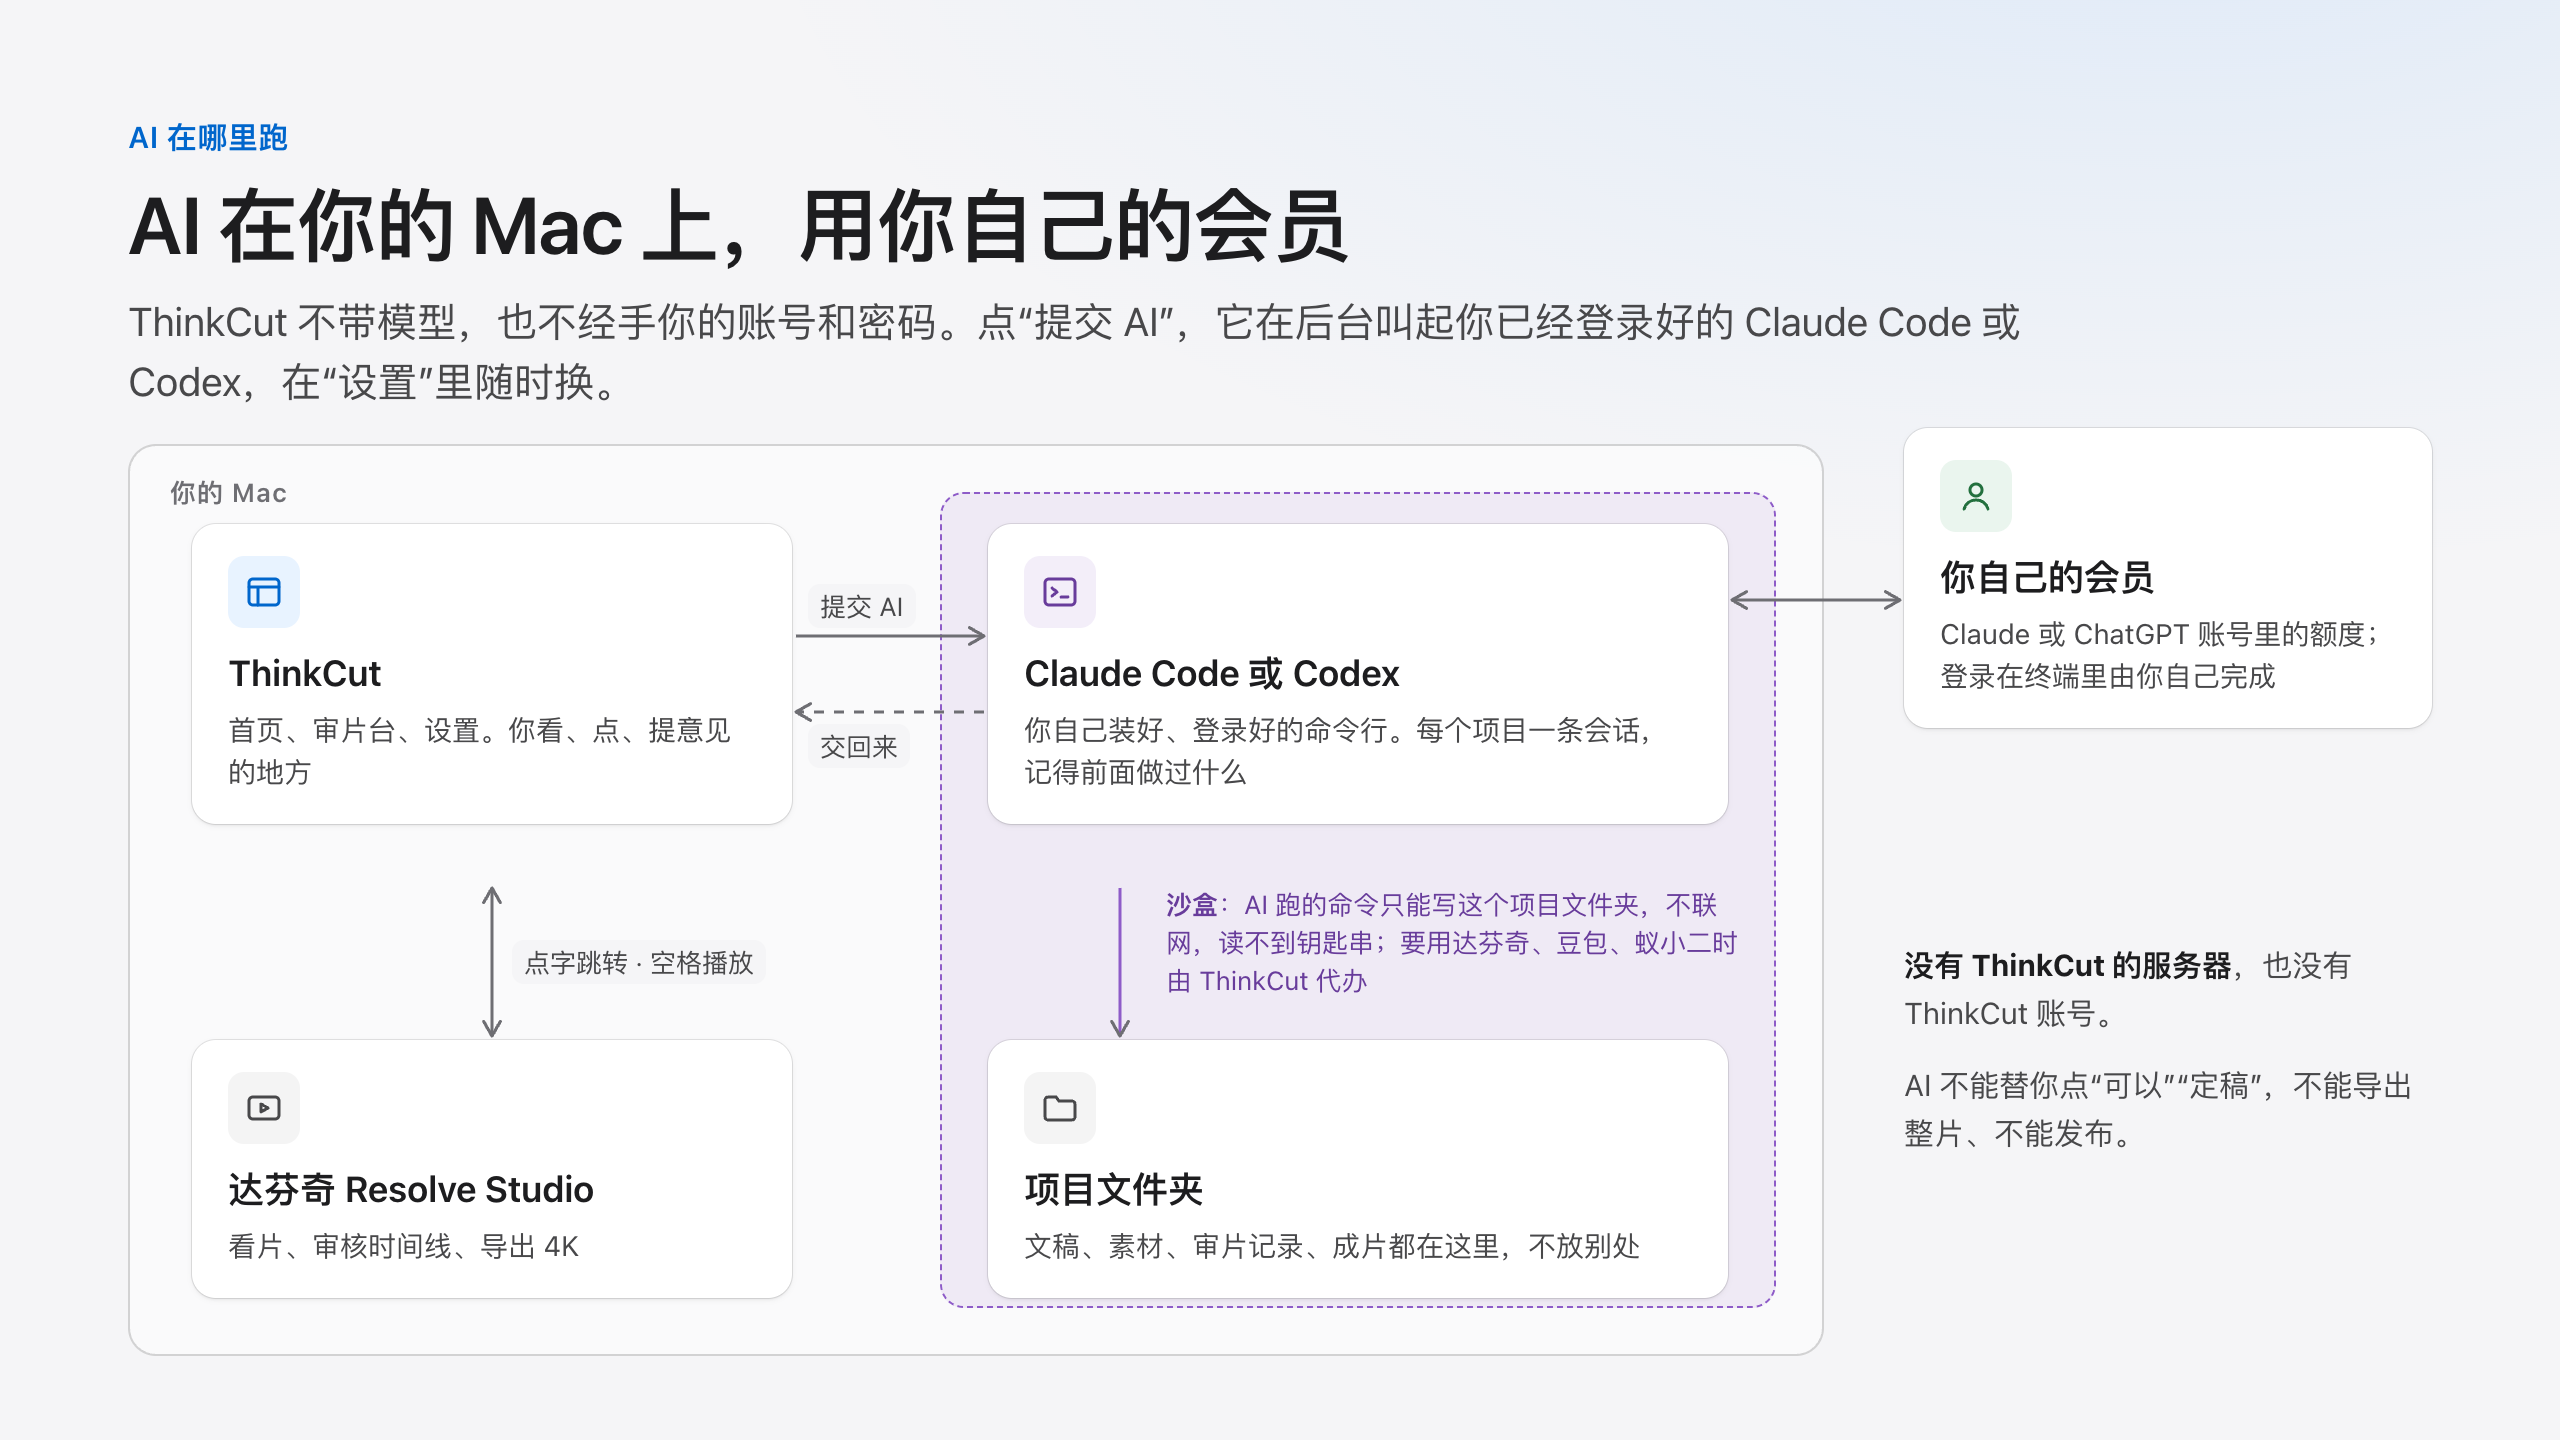 AI 在哪里跑
AI 在你的 Mac 上，用你自己的会员
ThinkCut 不带模型，也不经手你的账号和密码。点“提交 AI”，它在后台叫起你已经登录好的 Claude Code 或
Codex，在“设置”里随时换。
你的 Mac
ThinkCut
首页、审片台、设置。你看、点、提意见
的地方
提交 AI
交回来
Claude Code 或 Codex
你自己装好、登录好的命令行。每个项目一条会话，
记得前面做过什么
你自己的会员
Claude 或 ChatGPT 账号里的额度；
登录在终端里由你自己完成
点字跳转 · 空格播放
沙盒：AI 跑的命令只能写这个项目文件夹，不联
网，读不到钥匙串；要用达芬奇、豆包、蚁小二时
由 ThinkCut 代办
达芬奇 Resolve Studio
看片、审核时间线、导出 4K
项目文件夹
文稿、素材、审片记录、成片都在这里，不放别处
没有 ThinkCut 的服务器，也没有
ThinkCut 账号。
AI 不能替你点“可以”“定稿”，不能导出
整片、不能发布。